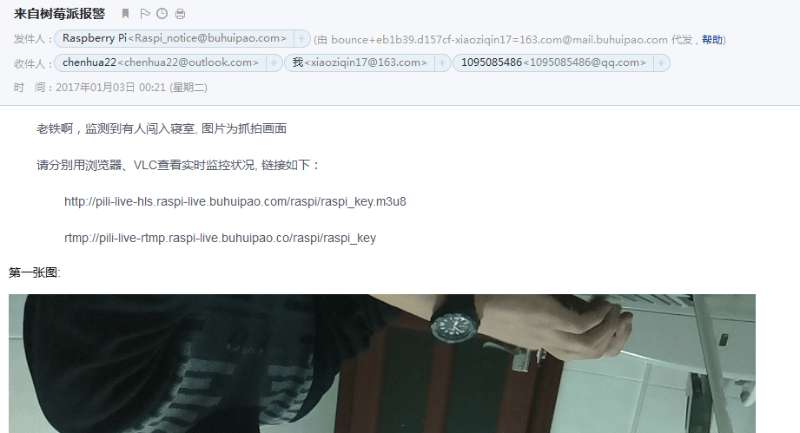 来自树莓派报警
发件人：Raspberry Pi<Raspi_notice@buhuipao.com> (由 bounce+eb1b39.d157cf-xiaoziqin17=163.com@mail.buhuipao.com 代发，帮助)
收件人：chenhua22<chenhua22@outlook.com> 我<xiaoziqin17@163.com> 1095085486<1095085486@qq.com>
时 间：2017年01月03日 00:21 (星期二)
老铁啊，监测到有人闯入寝室, 图片为抓拍画面
请分别用浏览器、VLC查看实时监控状况, 链接如下：
http://pili-live-hls.raspi-live.buhuipao.com/raspi/raspi_key.m3u8
rtmp://pili-live-rtmp.raspi-live.buhuipao.co/raspi/raspi_key
第一张图: